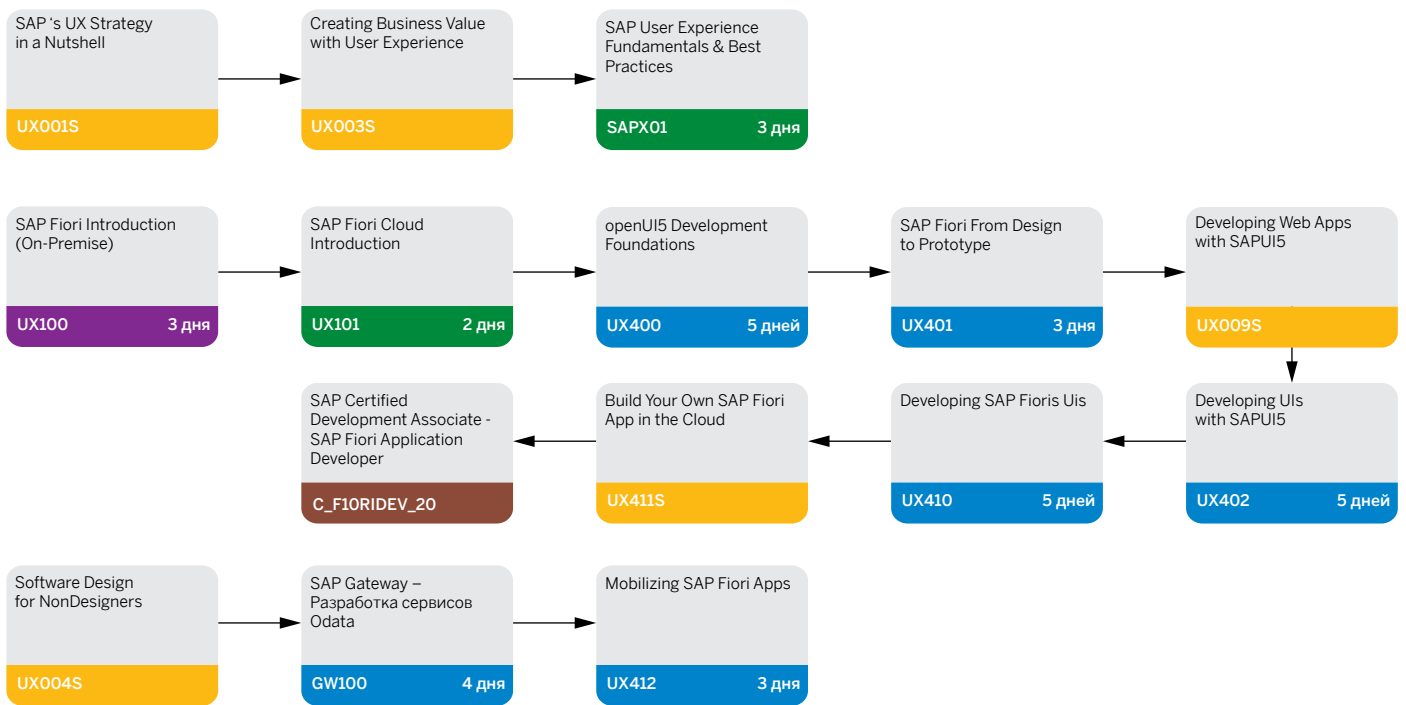 SAP ‘s UX Strategy
in a Nutshell
UX001S
Creating Business Value
with User Experience
UX003S
SAP User Experience
Fundamentals & Best
Practices
SAPX01 3 дня
SAP Fiori Introduction
(On-Premise)
UX100 3 дня
SAP Fiori Cloud
Introduction
UX101 2 дня
openUI5 Development
Foundations
UX400 5 дней
SAP Fiori From Design
to Prototype
UX401 3 дня
Developing Web Apps
with SAPUI5
UX009S
SAP Certified
Development Associate -
SAP Fiori Application
Developer
C_F10RIDEV_20
Build Your Own SAP Fiori
App in the Cloud
UX411S
Developing SAP Fioris Uis
UX410 5 дней
Developing UIs
with SAPUI5
UX402 5 дней
Software Design
for NonDesigners
UX004S
SAP Gateway –
Разработка сервисов
Odata
GW100 4 дня
Mobilizing SAP Fiori Apps
UX412 3 дня